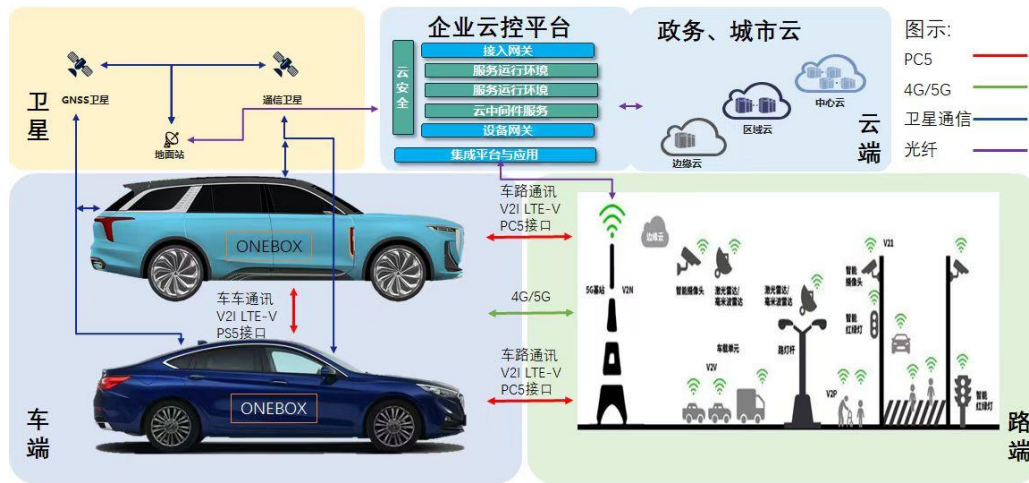 企业云控平台
政务、城市云
图示:
PC5
4G/5G
卫星通信
光纤
卫
星
GNSS卫星
通信卫星
地面站
云安全
接入网关
服务运行环境
服务运行环境
云中间件服务
设备网关
集成平台与应用
中心云
区域云
边缘云
云
端
ONEBOX
车车通讯
V2I LTE-V
PS5接口
ONEBOX
车
端
车路通讯
V2I LTE-V
PC5接口
4G/5G
车路通讯
V2I LTE-V
PC5接口
边缘云
5G基站
V2N
智能摄像头
激光雷达/
毫米波雷达
激光雷达/
毫米波雷达
智能
摄像头
V21
智能
红绿灯
车载单元
V2V
路灯杆
V2P
智能
红绿灯
路
端